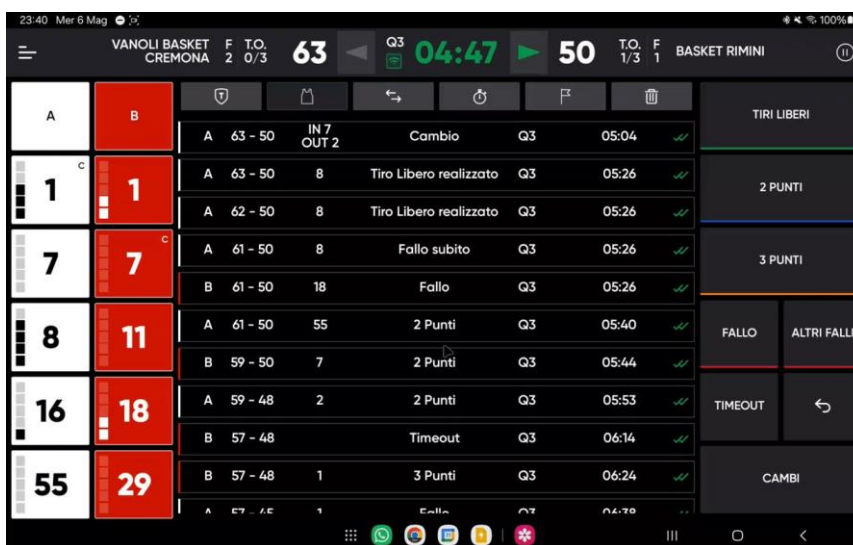 23:40 Mer 6 Mag
100%
VANOLI BASKET CREMONA
F 2
T.O. 0/3
63
Q3
04:47
50
T.O. 1/3
F 1
BASKET RIMINI
A
B
1 C
1
7
7 C
8
11
16
18
55
29
A 63 - 50 IN 7 OUT 2 Cambio Q3 05:04
A 63 - 50 8 Tiro Libero realizzato Q3 05:26
A 62 - 50 8 Tiro Libero realizzato Q3 05:26
A 61 - 50 8 Fallo subito Q3 05:26
B 61 - 50 18 Fallo Q3 05:26
A 61 - 50 55 2 Punti Q3 05:40
B 59 - 50 7 2 Punti Q3 05:44
A 59 - 48 2 2 Punti Q3 05:53
B 57 - 48 Timeout Q3 06:14
B 57 - 48 1 3 Punti Q3 06:24
A 57 - 45 1 Fallo Q3
TIRI LIBERI
2 PUNTI
3 PUNTI
FALLO
ALTRI FALLI
TIMEOUT
CAMBI